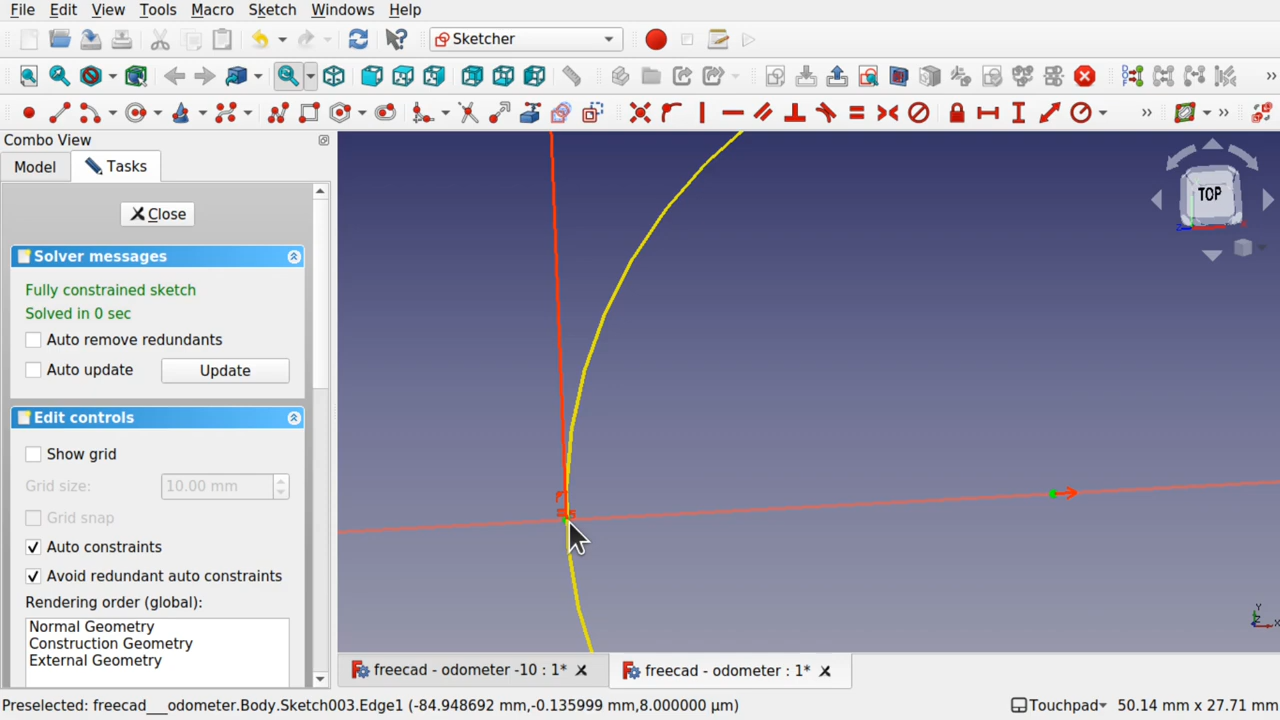 File Edit View Tools Macro Sketch Windows Help
Sketcher
Combo View
Model Tasks
Close
Solver messages
Fully constrained sketch
Solved in 0 sec
Auto remove redundants
Auto update Update
Edit controls
Show grid
Grid size: 10.00 mm
Grid snap
Auto constraints
Avoid redundant auto constraints
Rendering order (global):
Normal Geometry
Construction Geometry
External Geometry
TOP
Y
Z X
freecad - odometer -10 : 1* freecad - odometer : 1*
Preselected: freecad___odometer.Body.Sketch003.Edge1 (-84.948692 mm,-0.135999 mm,8.000000 µm) Touchpad 50.14 mm x 27.71 mm